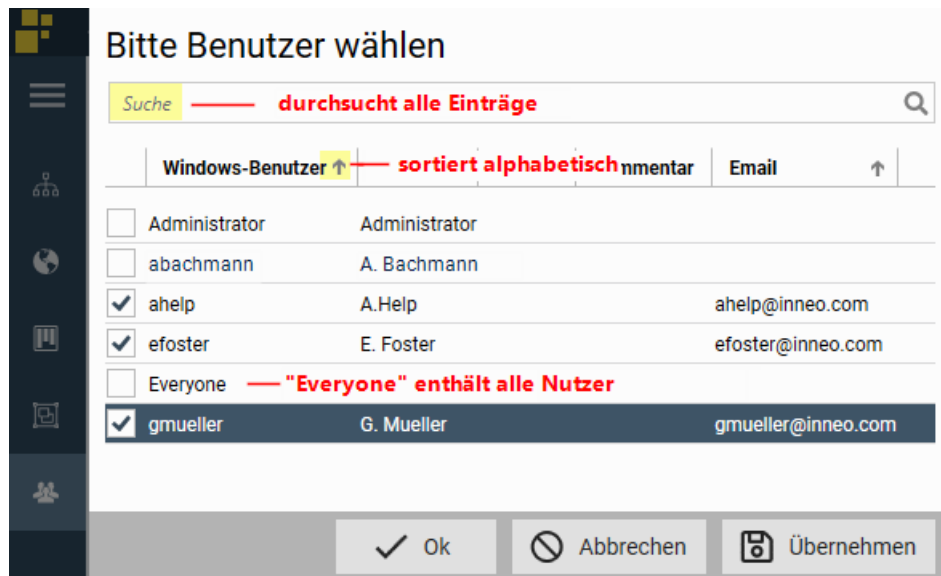 Bitte Benutzer wählen
Suche durchsucht alle Einträge
Windows-Benutzer sortiert alphabetisch Email
Administrator Administrator
abachmann A. Bachmann
ahelp A.Help ahelp@inneo.com
efoster E. Foster efoster@inneo.com
Everyone "Everyone" enthält alle Nutzer
gmueller G. Mueller gmueller@inneo.com
Ok Abbrechen Übernehmen